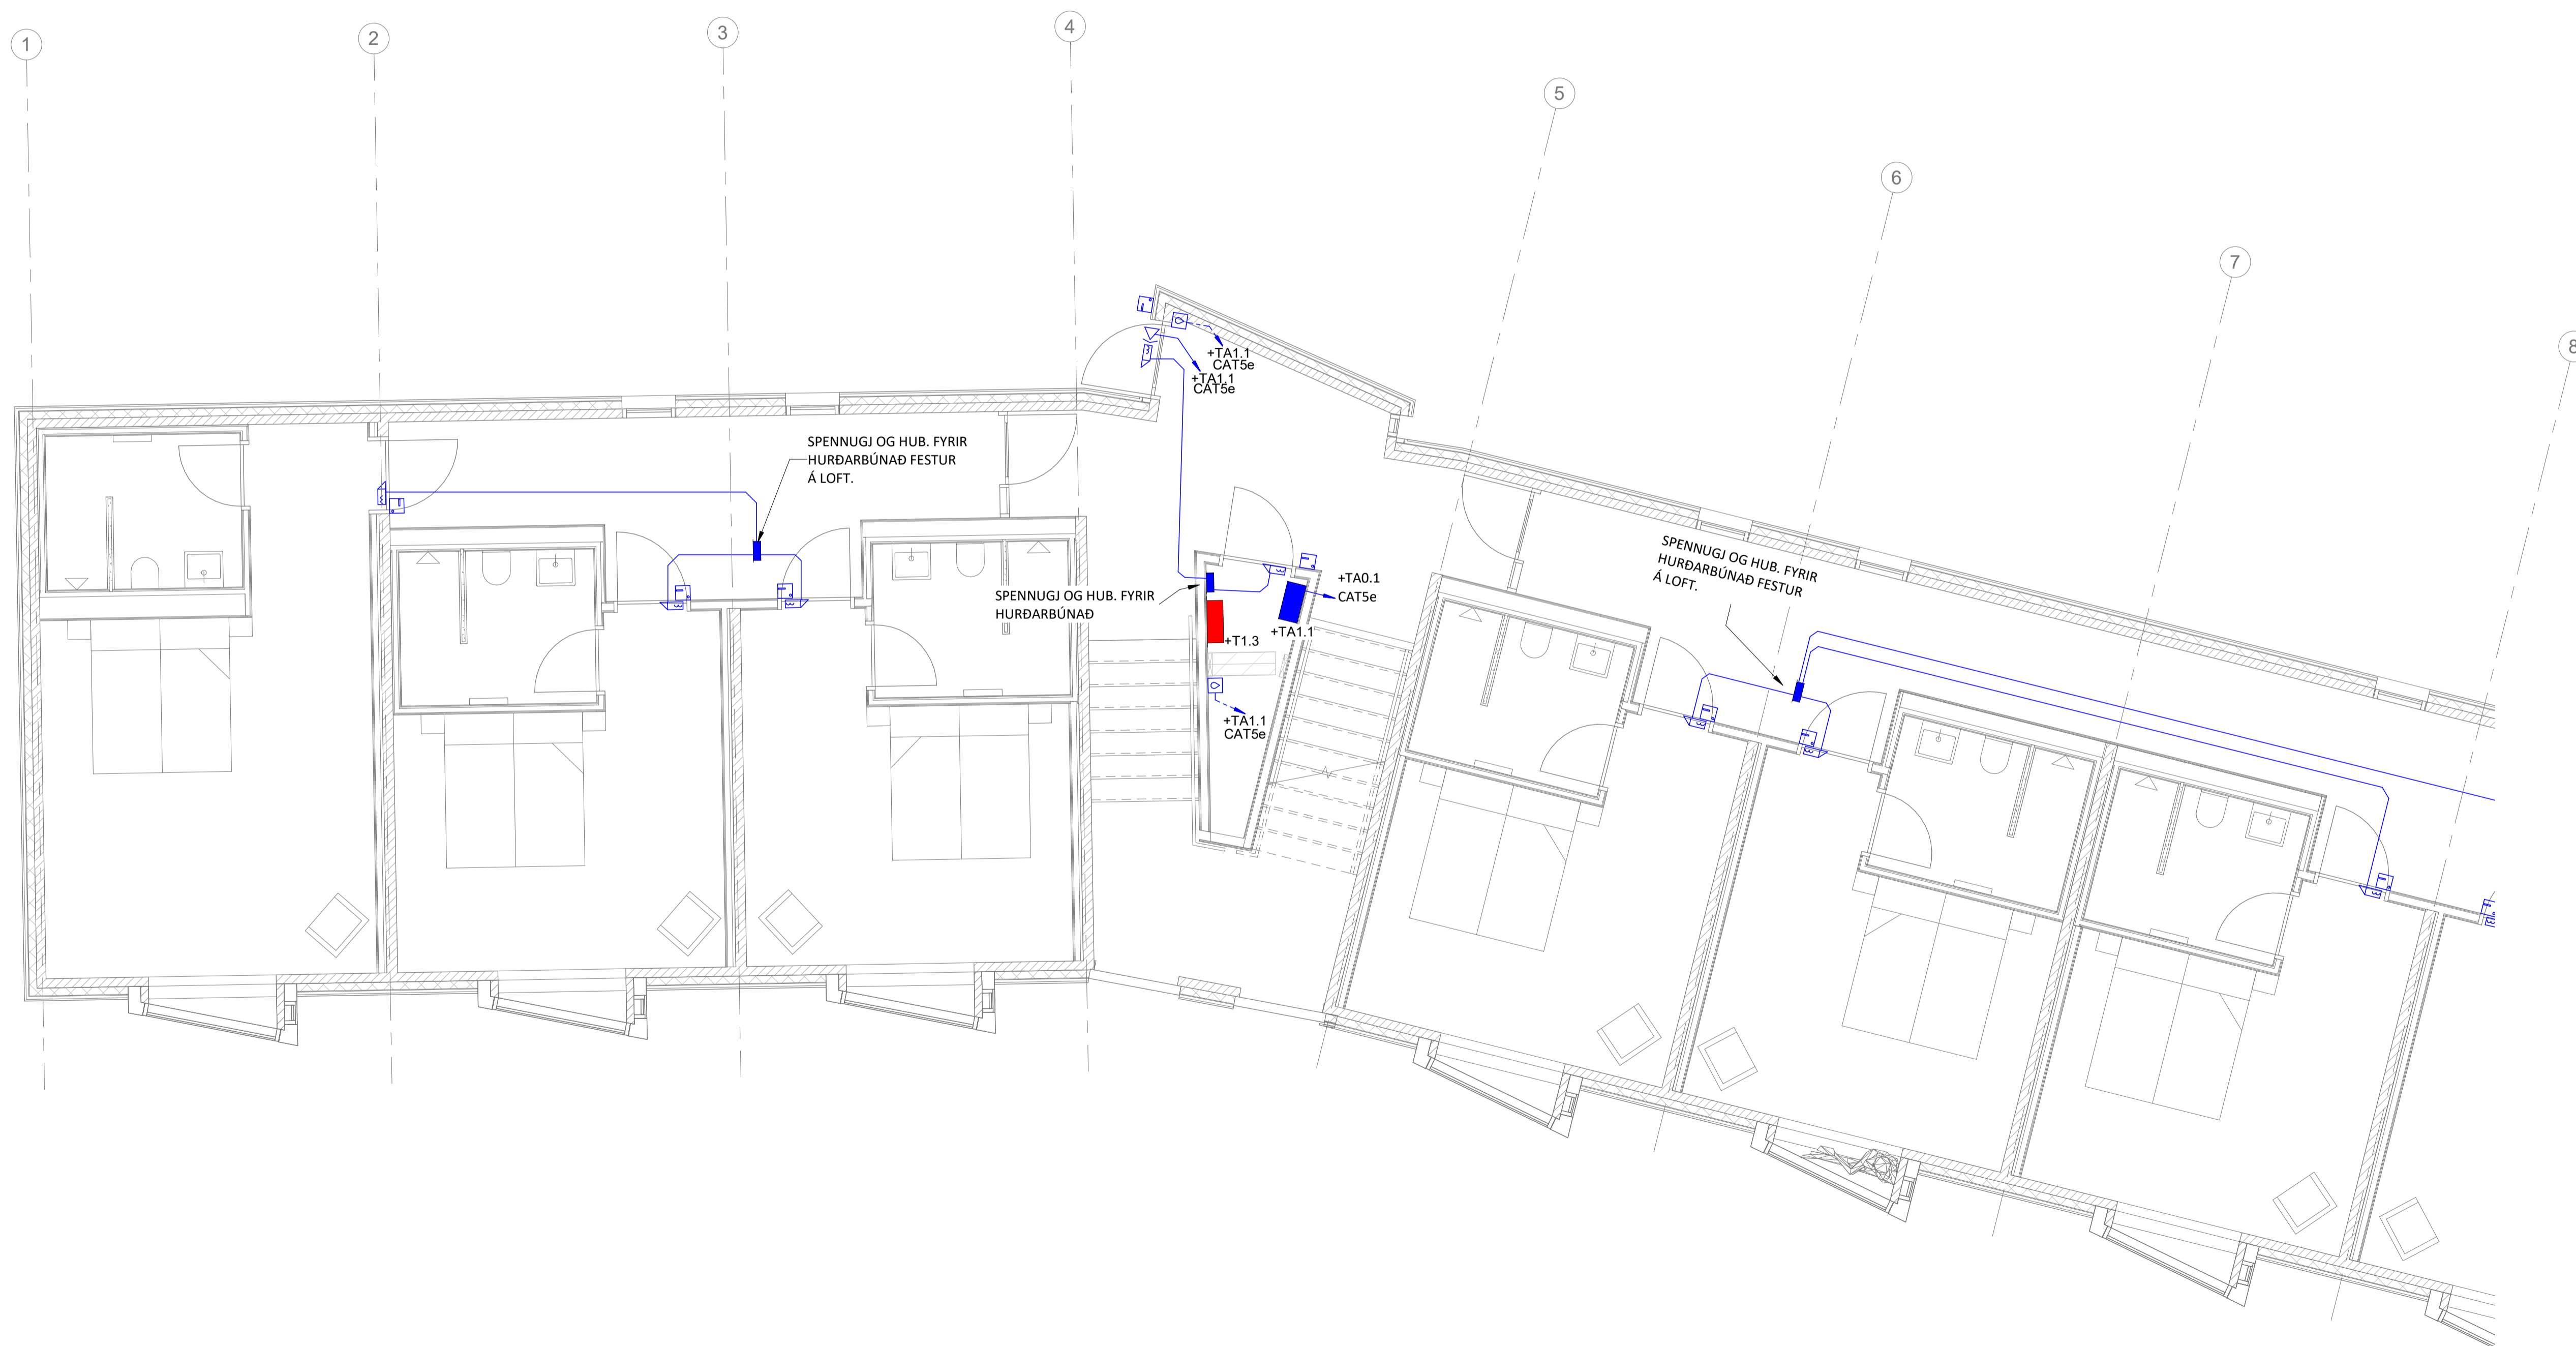 1
2
3
4
5
6
7
8
+TA1.1
CAT5e
+TA1.1
CAT5e
SPENNUGJ OG HUB. FYRIR
HURÐARBÚNAÐ FESTUR
Á LOFT.
SPENNUGJ OG HUB. FYRIR
HURÐARBÚNAÐ
+TA0.1
CAT5e
+TA1.1
+T1.3
+TA1.1
CAT5e
SPENNUGJ OG HUB. FYRIR
HURÐARBÚNAÐ FESTUR
Á LOFT.